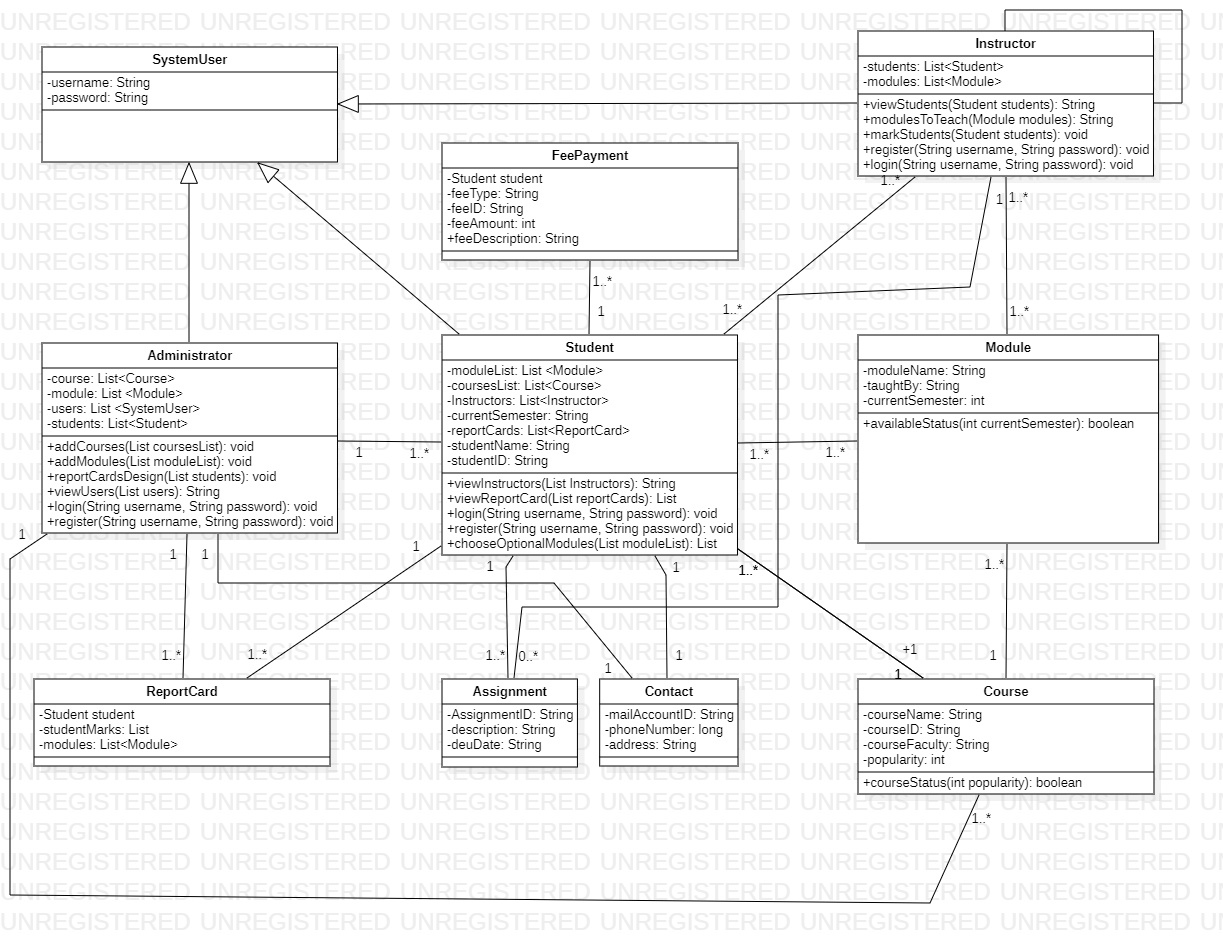 SystemUser
-username: String
-password: String
Instructor
-students: List<Student>
-modules: List<Module>
+viewStudents(Student students): String
+modulesToTeach(Module modules): String
+markStudents(Student students): void
+register(String username, String password): void
+login(String username, String password): void
FeePayment
-Student student
-feeType: String
-feeID: String
-feeAmount: int
+feeDescription: String
1..*
1
1..*
1..*
1
1..*
1..*
Administrator
-course: List<Course>
-module: List <Module>
-users: List <SystemUser>
-students: List<Student>
+addCourses(List coursesList): void
+addModules(List moduleList): void
+reportCardsDesign(List students): void
+viewUsers(List users): String
+login(String username, String password): void
+register(String username, String password): void
1
1..*
Student
-moduleList: List <Module>
-coursesList: List<Course>
-Instructors: List<Instructor>
-currentSemester: String
-reportCards: List<ReportCard>
-studentName: String
-studentID: String
+viewInstructors(List Instructors): String
+viewReportCard(List reportCards): List
+login(String username, String password): void
+register(String username, String password): void
+chooseOptionalModules(List moduleList): List
1..*
1..*
Module
-moduleName: String
-taughtBy: String
-currentSemester: int
+availableStatus(int currentSemester): boolean
1
1
1
1
1
1
1..*
1..*
1..*
1..*
1..*
0..*
1
1
+1
1
1
ReportCard
-Student student
-studentMarks: List
-modules: List<Module>
Assignment
-AssignmentID: String
-description: String
-deuDate: String
Contact
-mailAccountID: String
-phoneNumber: long
-address: String
Course
-courseName: String
-courseID: String
-courseFaculty: String
-popularity: int
+courseStatus(int popularity): boolean
1..*
UNREGISTERED UNREGISTERED UNREGISTERED UNREGISTERED UNREGISTERED UNREGISTERED